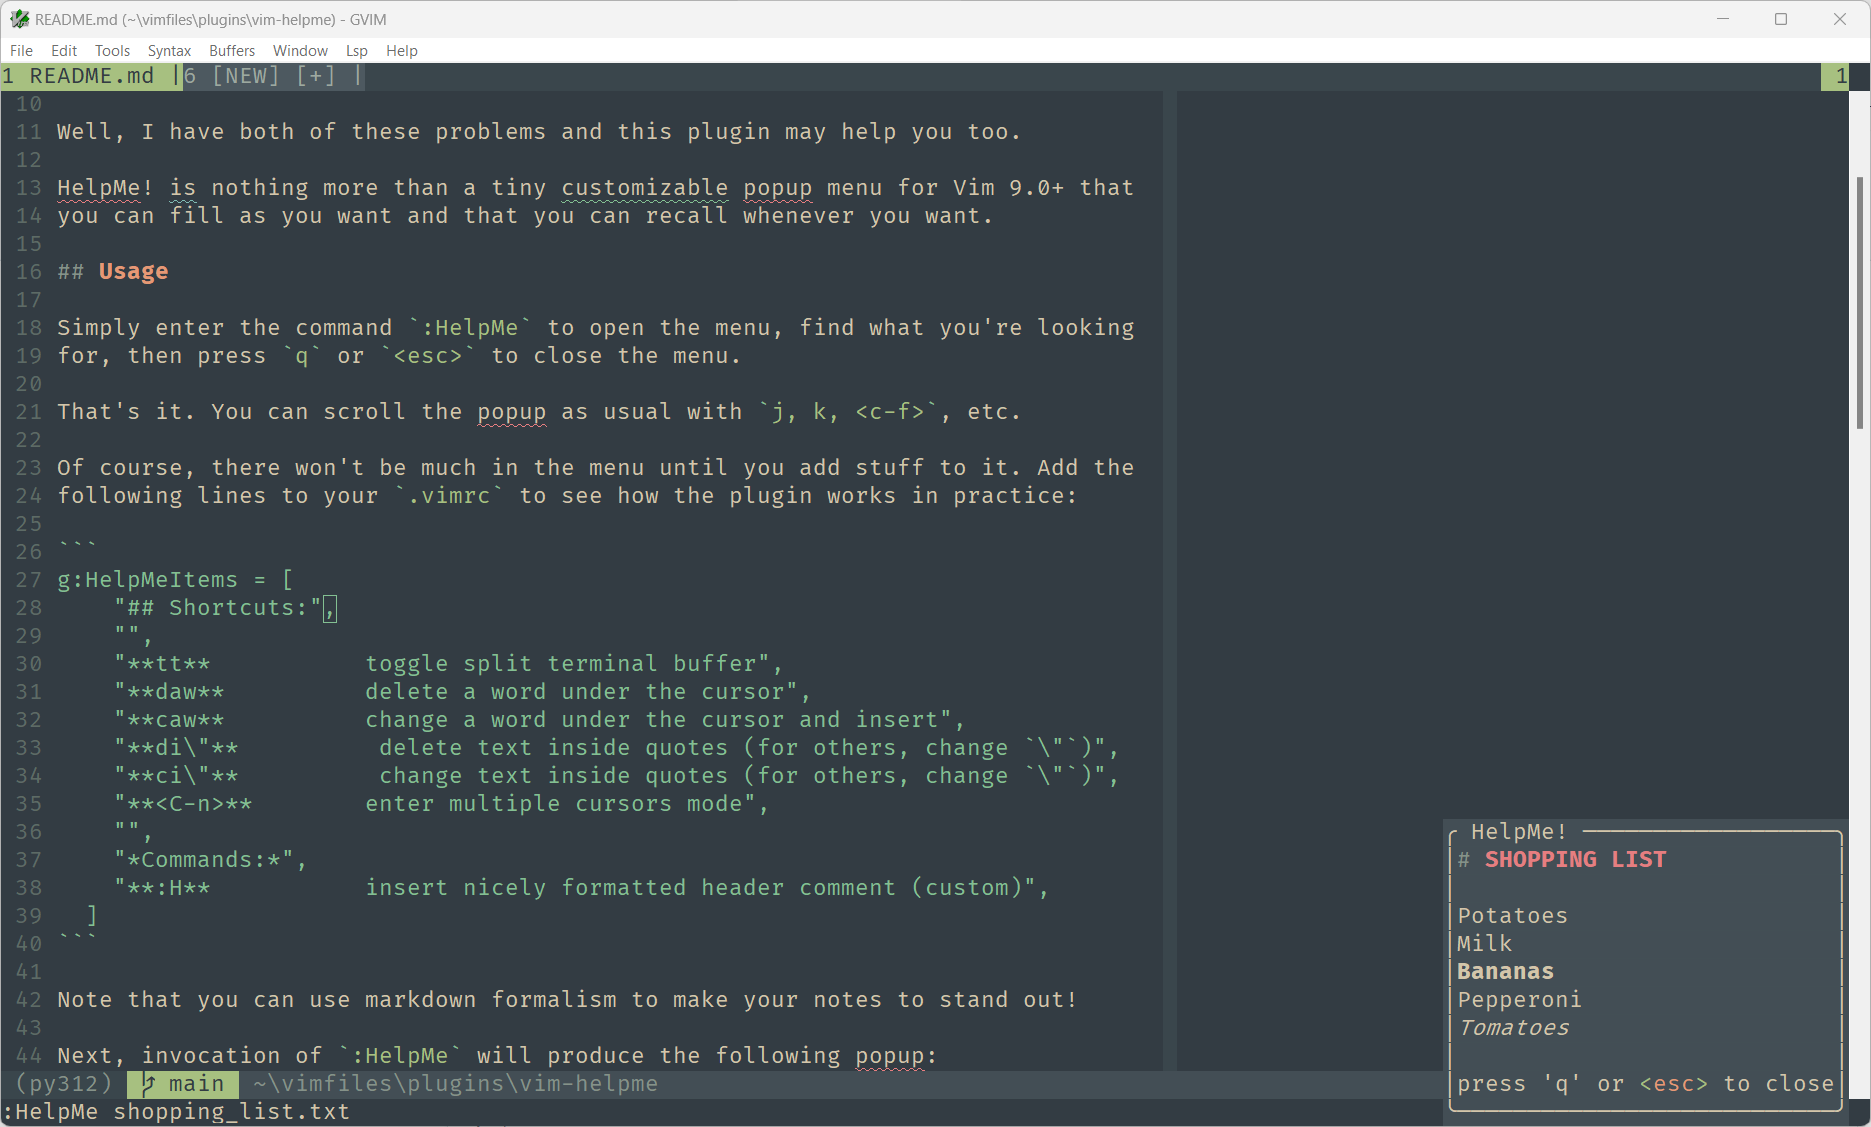 README.md (~\vimfiles\plugins\vim-helpme) - GVIM
File Edit Tools Syntax Buffers Window Lsp Help
1 README.md |6 [NEW] [+] | 1
10
11 Well, I have both of these problems and this plugin may help you too.
12
13 HelpMe! is nothing more than a tiny customizable popup menu for Vim 9.0+ that
14 you can fill as you want and that you can recall whenever you want.
15
16 ## Usage
17
18 Simply enter the command `:HelpMe` to open the menu, find what you're looking
19 for, then press `q` or `<esc>` to close the menu.
20
21 That's it. You can scroll the popup as usual with `j, k, <c-f>`, etc.
22
23 Of course, there won't be much in the menu until you add stuff to it. Add the
24 following lines to your `.vimrc` to see how the plugin works in practice:
25
26 ```
27 g:HelpMeItems = [
28     "## Shortcuts:",
29     "",
30     "**tt**           toggle split terminal buffer",
31     "**daw**          delete a word under the cursor",
32     "**caw**          change a word under the cursor and insert",
33     "**di\"**          delete text inside quotes (for others, change `\"`)",
34     "**ci\"**          change text inside quotes (for others, change `\"`)",
35     "**<C-n>**        enter multiple cursors mode",
36     "",
37     "*Commands:*",
38     "**:H**           insert nicely formatted header comment (custom)",
39   ]
40 ```
41
42 Note that you can use markdown formalism to make your notes to stand out!
43
44 Next, invocation of `:HelpMe` will produce the following popup:
HelpMe!
# SHOPPING LIST
Potatoes
Milk
Bananas
Pepperoni
Tomatoes
press 'q' or <esc> to close
(py312) main ~\vimfiles\plugins\vim-helpme
:HelpMe shopping_list.txt